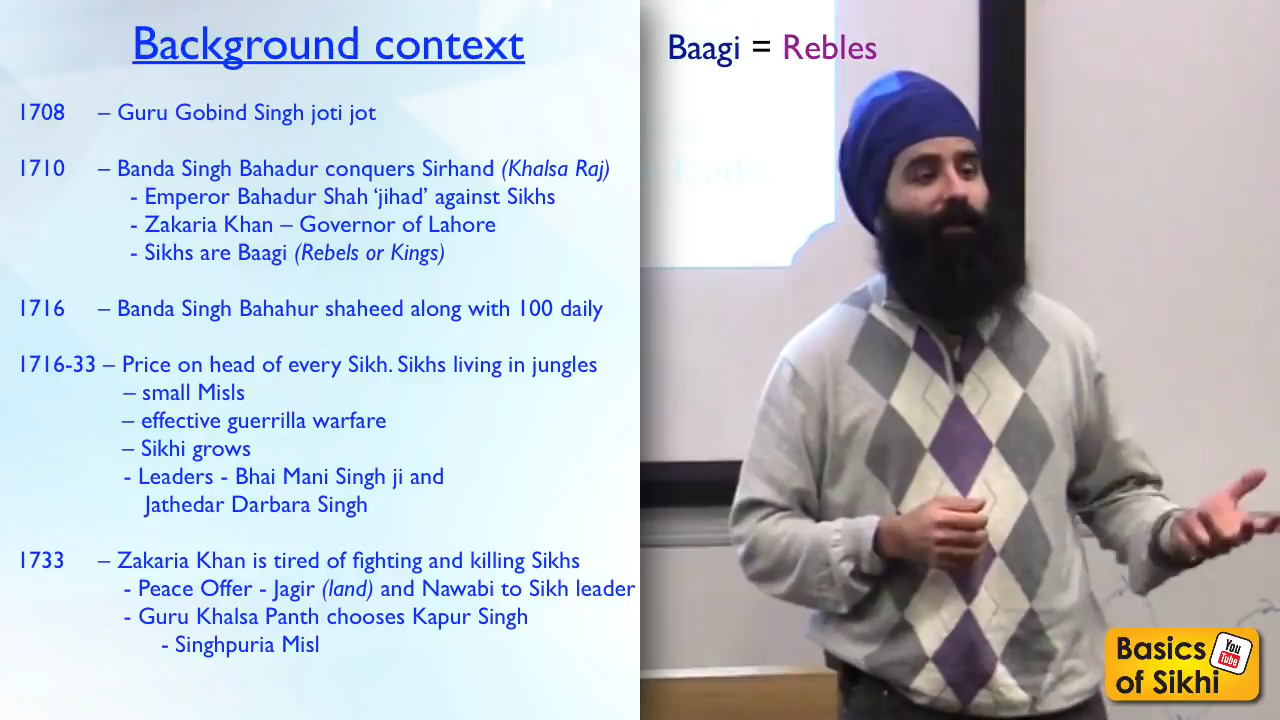 Background context
1708 – Guru Gobind Singh joti jot
1710 – Banda Singh Bahadur conquers Sirhand (Khalsa Raj)
- Emperor Bahadur Shah ‘jihad’ against Sikhs
- Zakaria Khan – Governor of Lahore
- Sikhs are Baagi (Rebels or Kings)
1716 – Banda Singh Bahahur shaheed along with 100 daily
1716-33 – Price on head of every Sikh. Sikhs living in jungles
– small Misls
– effective guerrilla warfare
– Sikhi grows
- Leaders - Bhai Mani Singh ji and
Jathedar Darbara Singh
1733 – Zakaria Khan is tired of fighting and killing Sikhs
- Peace Offer - Jagir (land) and Nawabi to Sikh leader
- Guru Khalsa Panth chooses Kapur Singh
- Singhpuria Misl
Baagi = Rebles
Basics
of Sikhi
You
Tube